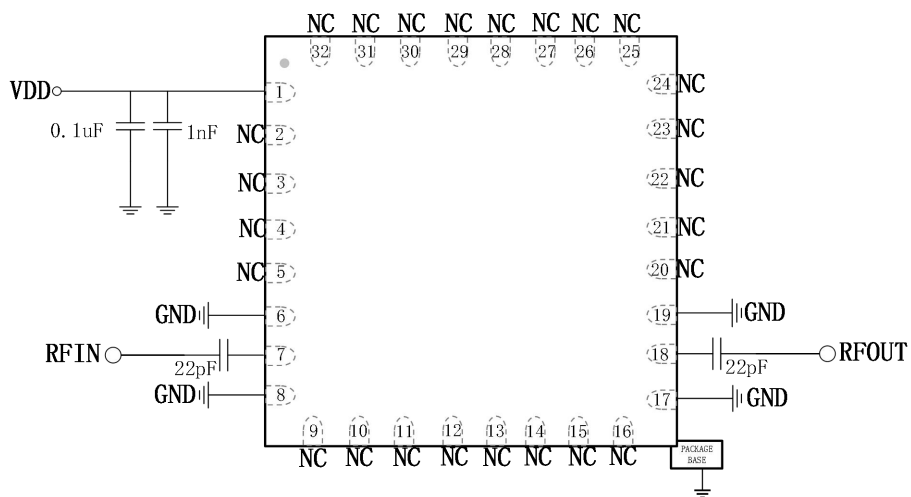 NC NC NC NC NC NC NC NC
32 31 30 29 28 27 26 25
VDD 1 24 NC
0.1uF 1nF NC 2 23 NC
NC 3 22 NC
NC 4 21 NC
NC 5 20 NC
GND 6 19 GND
RFIN 22pF 7 18 22pF RFOUT
GND 8 17 GND
9 10 11 12 13 14 15 16
NC NC NC NC NC NC NC NC
PACKAGE
BASE